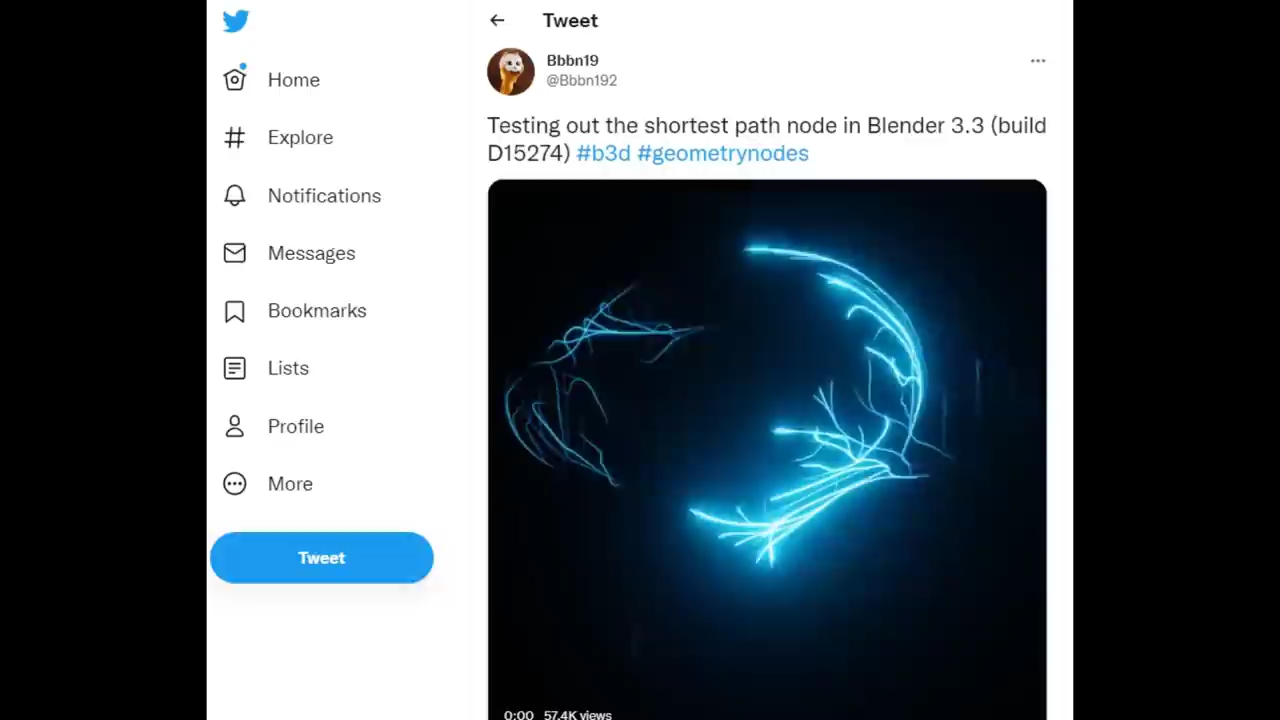 Home
Explore
Notifications
Messages
Bookmarks
Lists
Profile
More
Tweet
Tweet
Bbbn19
@Bbbn192
Testing out the shortest path node in Blender 3.3 (build
D15274) #b3d #geometrynodes
0:00 57.4K views